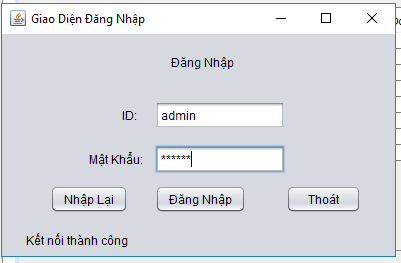 Giao Diện Đăng Nhập
Đăng Nhập
ID: admin
Mật Khẩu: ******
Nhập Lại Đăng Nhập Thoát
Kết nối thành công